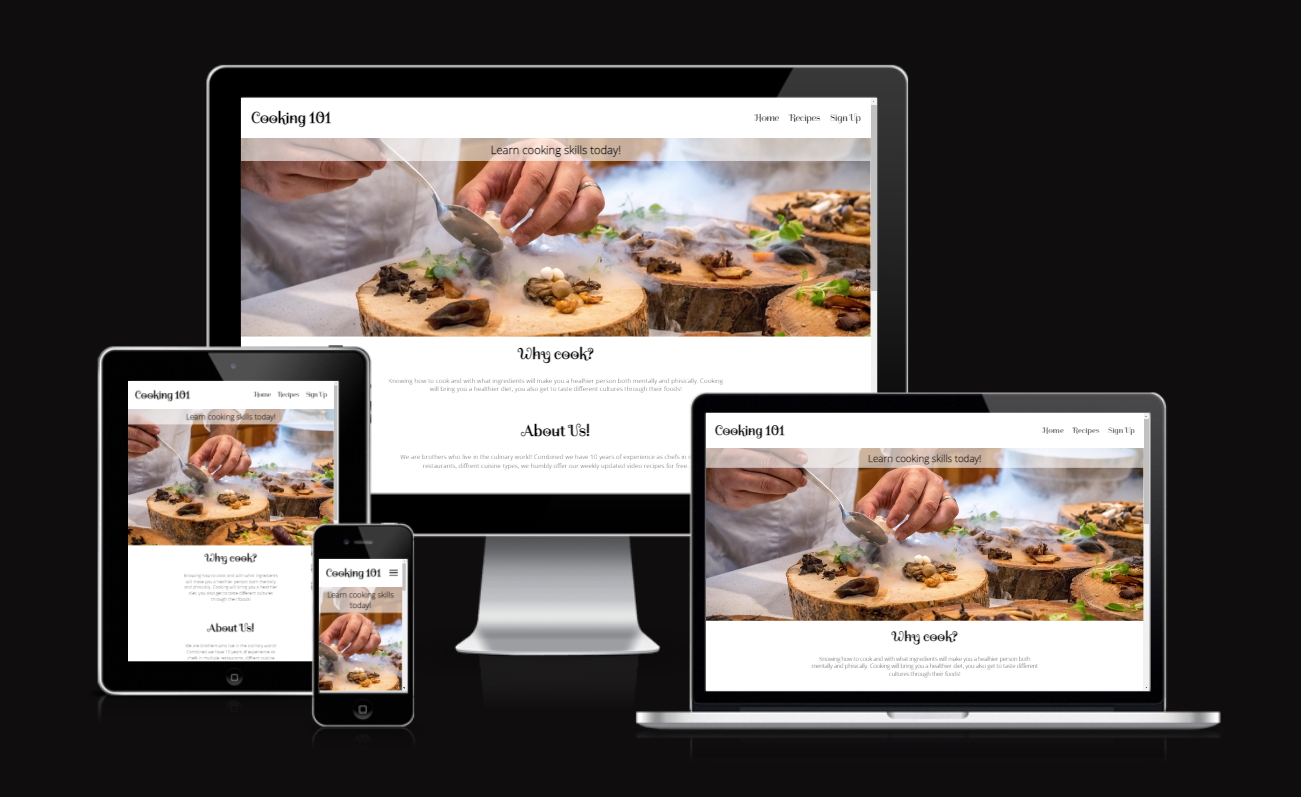 Cooking 101
Home Recipes Sign Up
Learn cooking skills today!
Why cook?
Knowing how to cook and with what ingredients will make you a healthier person both mentally and phisically. Cooking
will bring you a healthier diet, you also get to taste different cultures through their foods!
About Us!
We are brothers who live in the culinary world! Combined we have 10 years of experience as chefs in
restaurants, diffrent cuisine types, we humbly offer our weekly updated video recipes for free.
Cooking 101
Home Recipes Sign Up
Learn cooking skills today!
Why cook?
Knowing how to cook and with what ingredients
will make you a healthier person both mentally
and phisically. Cooking will bring you a healthier
diet, you also get to taste different cultures
through their foods!
About Us!
We are brothers who live in the culinary world!
Combined we have 10 years of experience as
chefs in multiple restaurants, diffrent cuisine
Cooking 101
Learn cooking skills
today!
Cooking 101
Home Recipes Sign Up
Learn cooking skills today!
Why cook?
Knowing how to cook and with what ingredients will make you a healthier person both
mentally and phisically. Cooking will bring you a healthier diet, you also get to taste different
cultures through their foods!